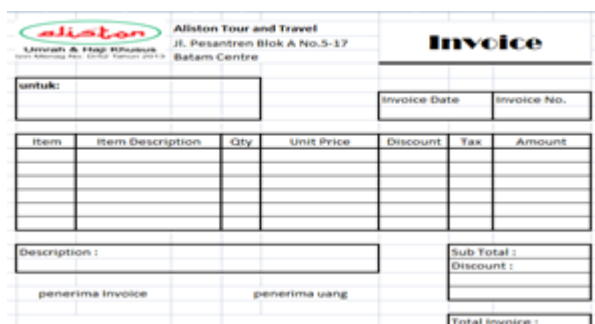 aliston
Umrah & Haji Khusus
Aliston Tour and Travel
Jl. Pesantren Blok A No.5-17
Batam Centre
Invoice
untuk:
Invoice Date Invoice No.
Item Item Description Qty Unit Price Discount Tax Amount
Description :
Sub Total :
Discount :
penerima Invoice penerima uang
Total Invoice :